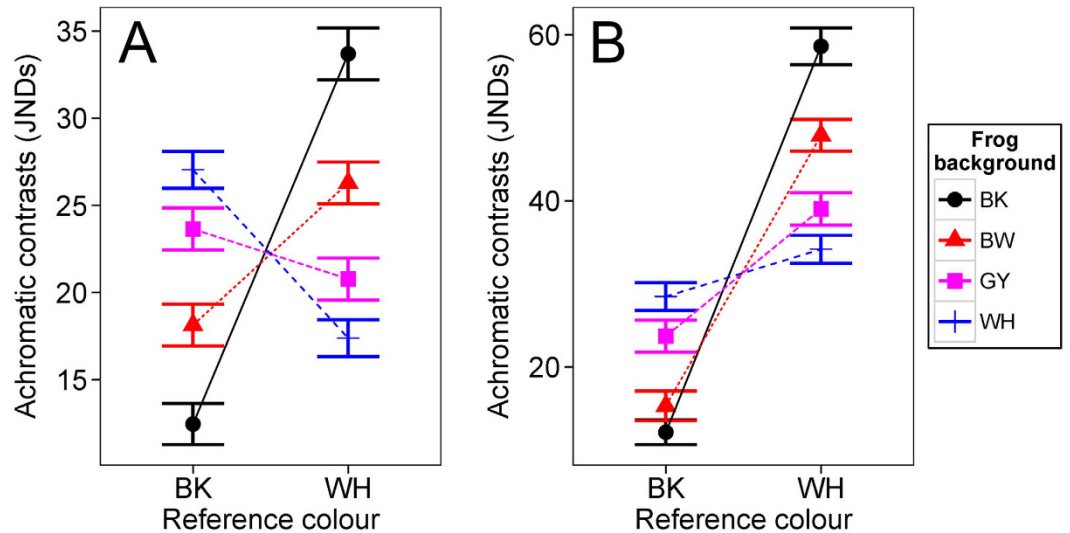 A
Achromatic contrasts (JNDs)
35
30
25
20
15
BK
WH
Reference colour
B
Achromatic contrasts (JNDs)
60
40
20
BK
WH
Reference colour
Frog
background
BK
BW
GY
WH